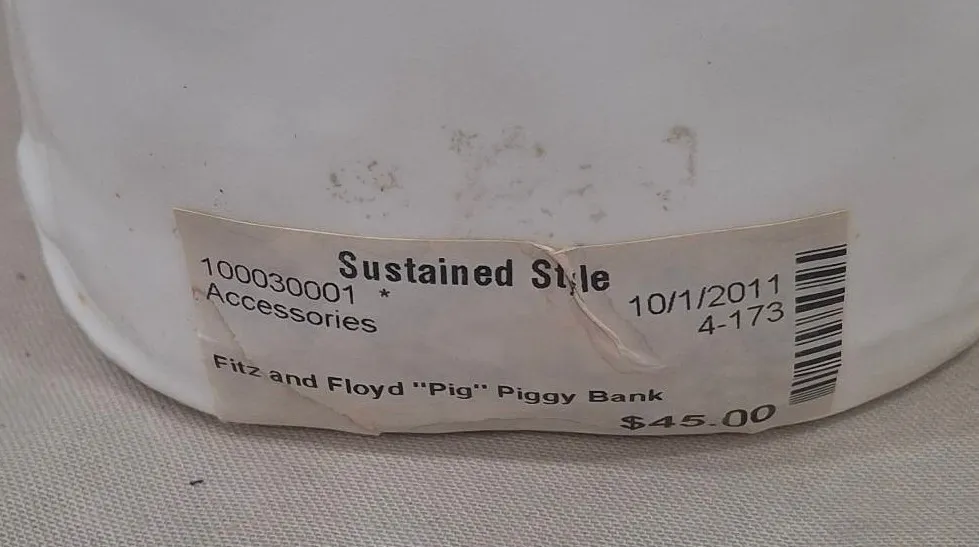 Sustained Style
100030001 *
10/1/2011
Accessories
4-173
Fitz and Floyd "Pig" Piggy Bank
$45.00